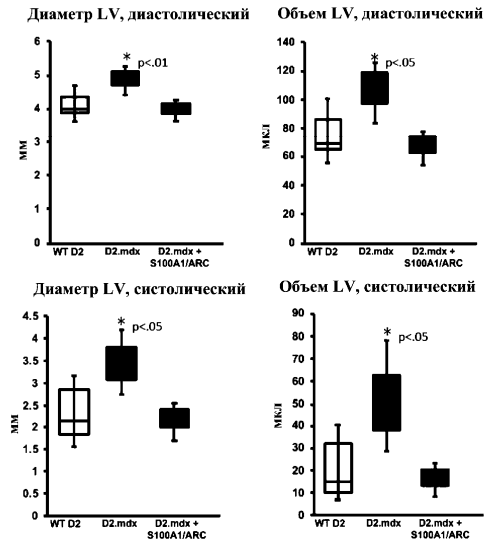 Диаметр LV, диастолический
6
5
4
3
2
1
0
мм
* p<.01
WT D2 D2.mdx D2.mdx + S100A1/ARC
Объем LV, диастолический
140
120
100
80
60
40
20
0
мкл
* p<.05
WT D2 D2.mdx D2.mdx + S100A1/ARC
Диаметр LV, систолический
4.5
4
3.5
3
2.5
2
1.5
1
0.5
0
мм
* p<.05
WT D2 D2.mdx D2.mdx + S100A1/ARC
Объем LV, систолический
90
80
70
60
50
40
30
20
10
0
мкл
* p<.05
WT D2 D2.mdx D2.mdx + S100A1/ARC